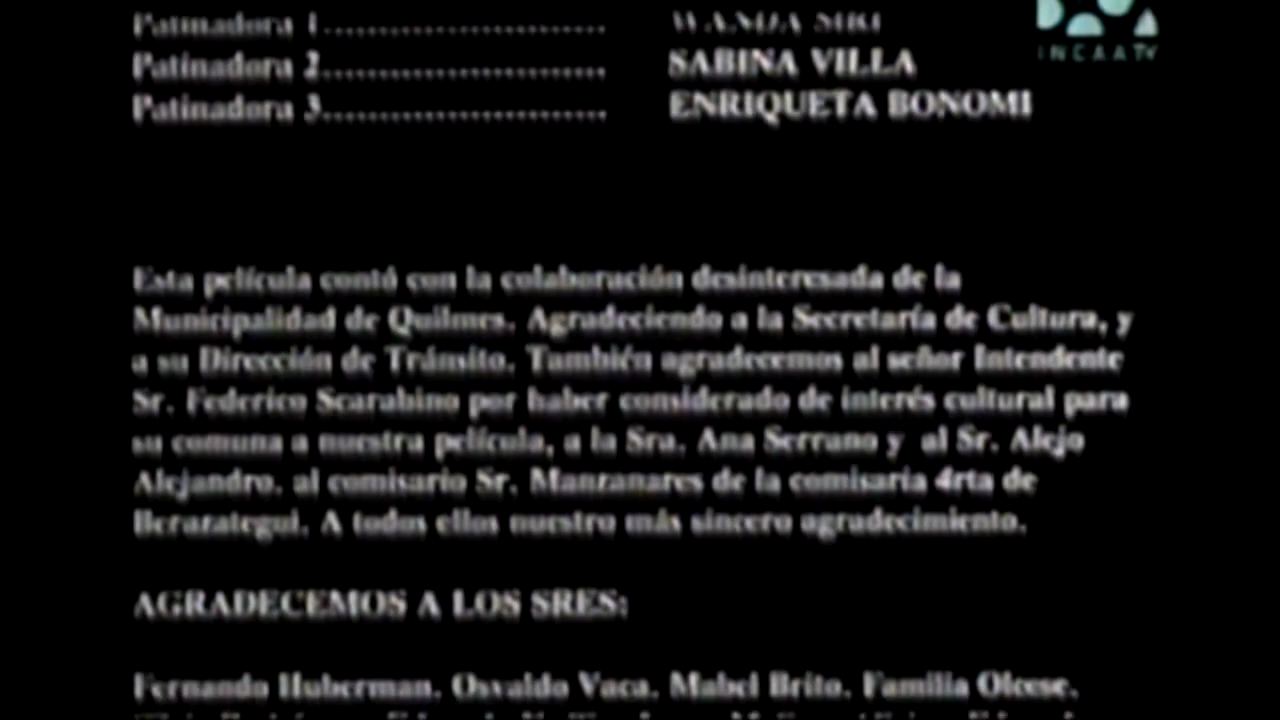 Patinadora 1.........................
Patinadora 2......................... SABINA VILLA
Patinadora 3......................... ENRIQUETA BONOMI
INCAATV
Esta película contó con la colaboración desinteresada de la
Municipalidad de Quilmes. Agradeciendo a la Secretaría de Cultura, y
a su Dirección de Tránsito. También agradecemos al señor Intendente
Sr. Federico Scarabino por haber considerado de interés cultural para
su comuna a nuestra película, a la Sra. Ana Serrano y al Sr. Alejo
Alejandro. al comisario Sr. Manzanares de la comisaria 4rta de
Berazategui. A todos ellos nuestro más sincero agradecimiento.
AGRADECEMOS A LOS SRES:
Fernando Huberman. Osvaldo Vaca. Mabel Brito. Familia Olcese.